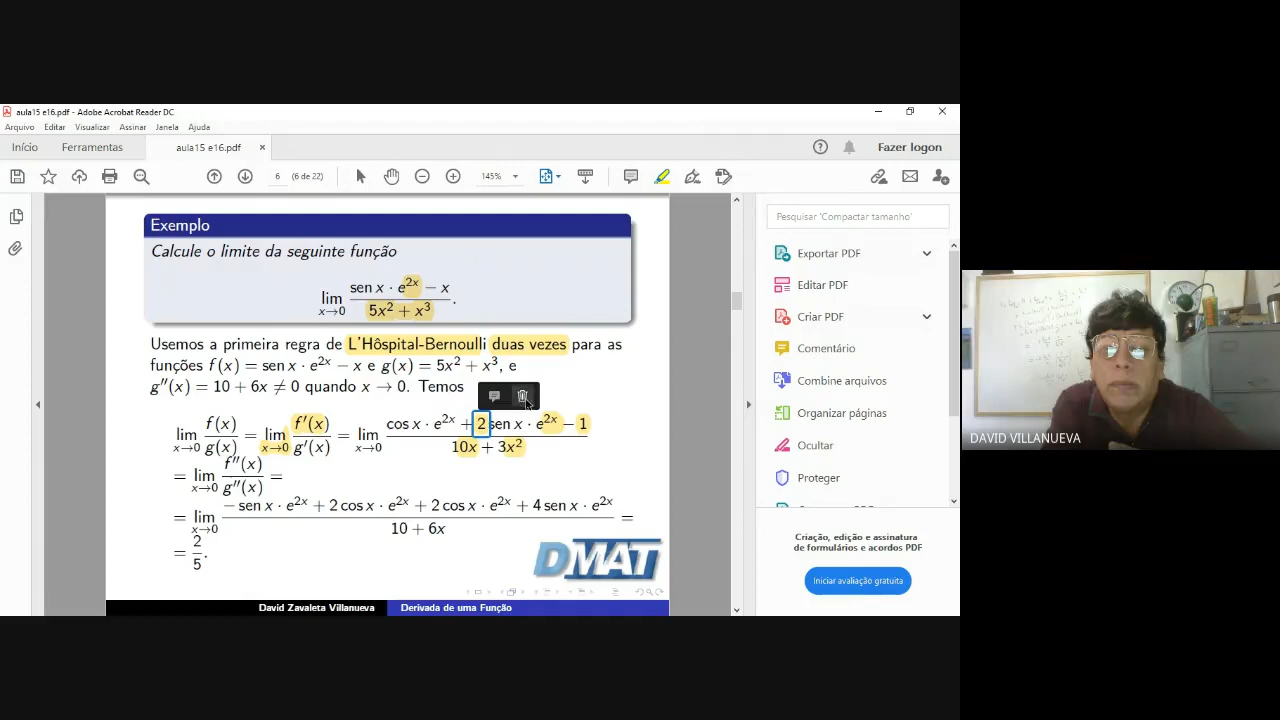 aula15 e16.pdf - Adobe Acrobat Reader DC
Arquivo Editar Visualizar Assinar Janela Ajuda
Início Ferramentas aula15 e16.pdf × Fazer logon
6 (6 de 22) 145%
Exemplo
Calcule o limite da seguinte função
lim x→0 (sen x · e^{2x} − x) / (5x² + x³).
Usemos a primeira regra de L'Hôspital-Bernoulli duas vezes para as
funções f(x) = sen x · e^{2x} − x e g(x) = 5x² + x³, e
g''(x) = 10 + 6x ≠ 0 quando x → 0. Temos
lim x→0 f(x)/g(x) = lim x→0 f'(x)/g'(x) = lim x→0 (cos x · e^{2x} + 2 sen x · e^{2x} − 1) / (10x + 3x²)
= lim x→0 f''(x)/g''(x) =
= lim x→0 (− sen x · e^{2x} + 2 cos x · e^{2x} + 2 cos x · e^{2x} + 4 sen x · e^{2x}) / (10 + 6x) =
= 2/5.
DMAT
David Zavaleta Villanueva Derivada de uma Função
Pesquisar 'Compactar tamanho'
Exportar PDF
Editar PDF
Criar PDF
Comentário
Combine arquivos
Organizar páginas
Ocultar
Proteger
Criação, edição e assinatura
de formulários e acordos PDF
Iniciar avaliação gratuita
DAVID VILLANUEVA